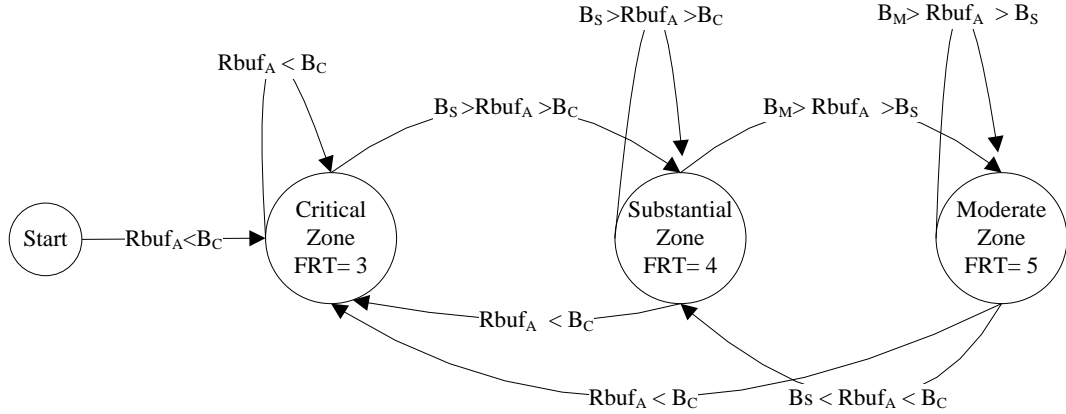 B_S >Rbuf_A >B_C
B_M> Rbuf_A > B_S
Rbuf_A < B_C
B_S >Rbuf_A >B_C
B_M> Rbuf_A >B_S
Start
Rbuf_A<B_C
Critical
Zone
FRT= 3
Substantial
Zone
FRT= 4
Moderate
Zone
FRT= 5
Rbuf_A < B_C
Rbuf_A < B_C
Bs < Rbuf_A < B_C